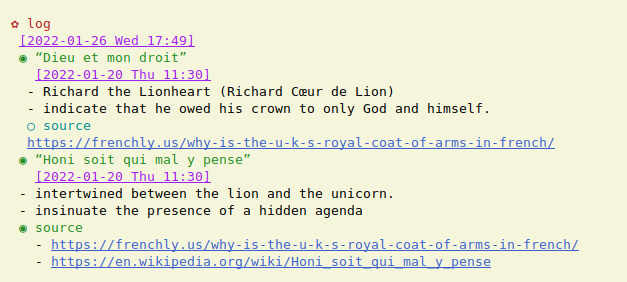 ✿ log
[2022-01-26 Wed 17:49]
◉ “Dieu et mon droit”
[2022-01-20 Thu 11:30]
- Richard the Lionheart (Richard Cœur de Lion)
- indicate that he owed his crown to only God and himself.
○ source
https://frenchly.us/why-is-the-u-k-s-royal-coat-of-arms-in-french/
◉ “Honi soit qui mal y pense”
[2022-01-20 Thu 11:30]
- intertwined between the lion and the unicorn.
- insinuate the presence of a hidden agenda
◉ source
- https://frenchly.us/why-is-the-u-k-s-royal-coat-of-arms-in-french/
- https://en.wikipedia.org/wiki/Honi_soit_qui_mal_y_pense